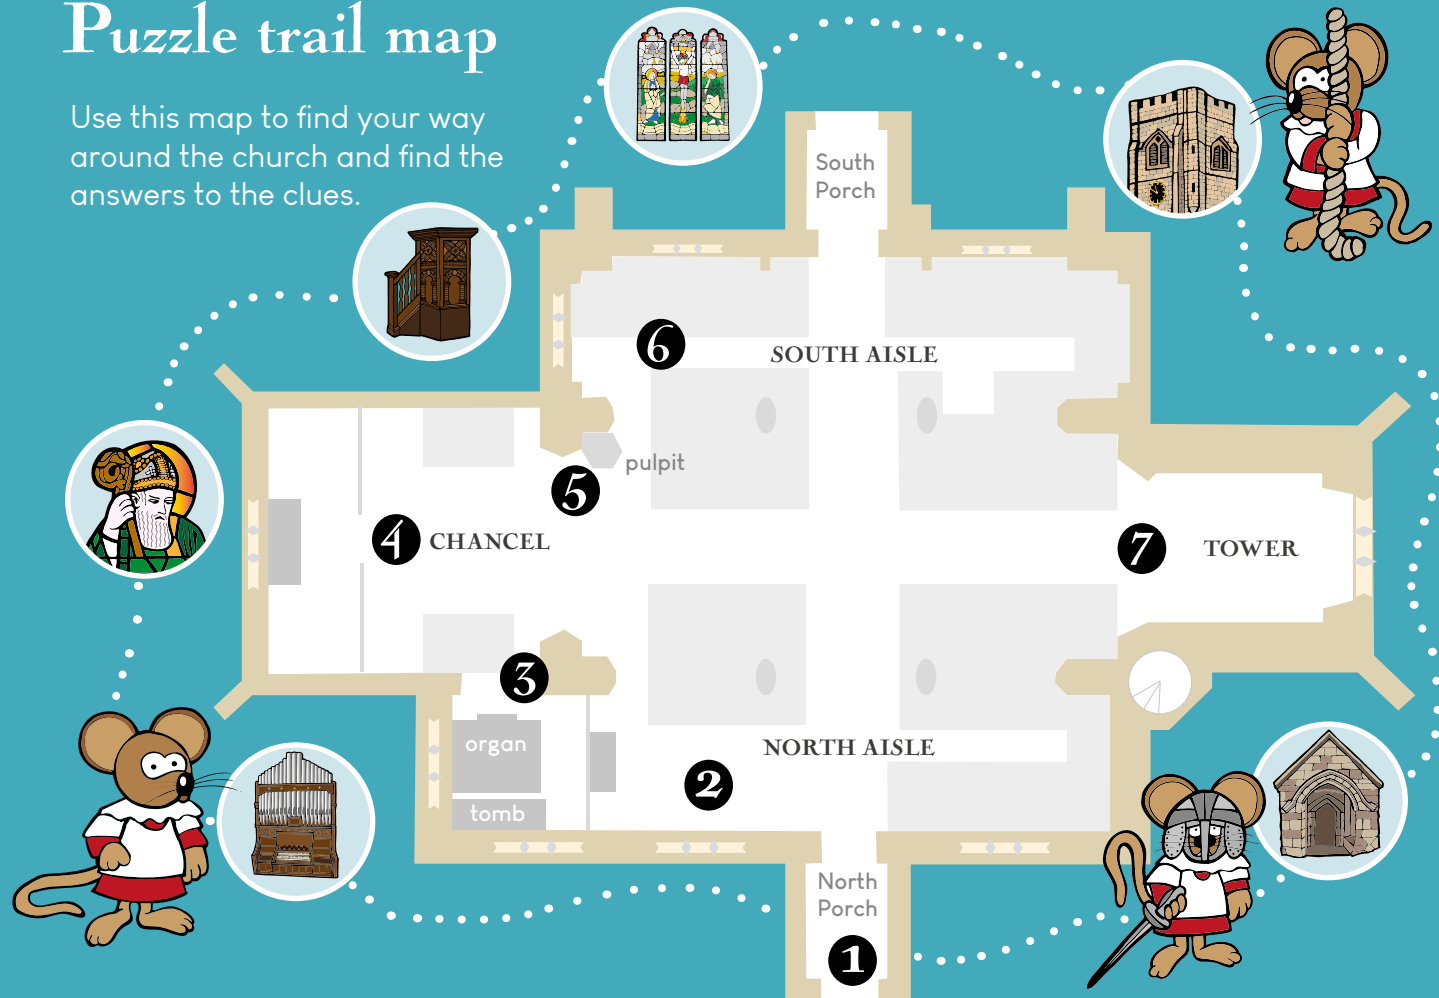 Puzzle trail map
Use this map to find your way
around the church and find the
answers to the clues.
South
Porch
6
SOUTH AISLE
pulpit
5
4
CHANCEL
7
TOWER
3
organ
tomb
NORTH AISLE
2
North
Porch
1